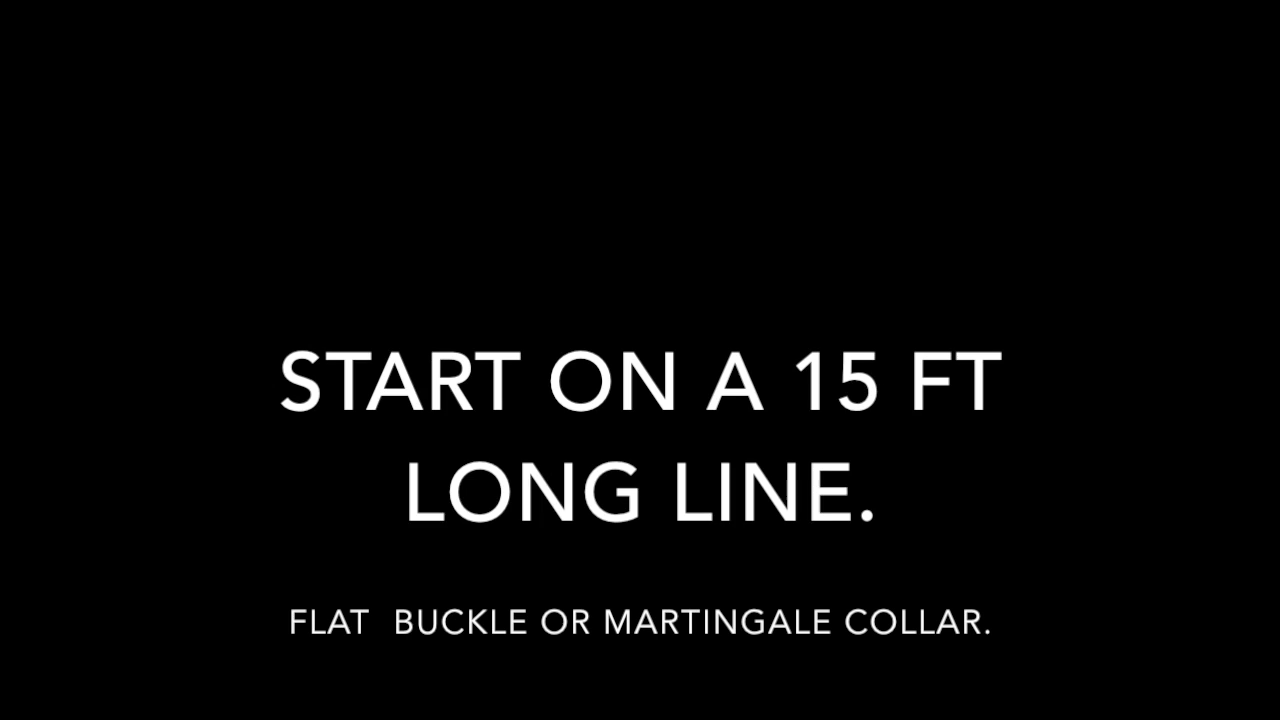 START ON A 15 FT
LONG LINE.
FLAT  BUCKLE OR MARTINGALE COLLAR.